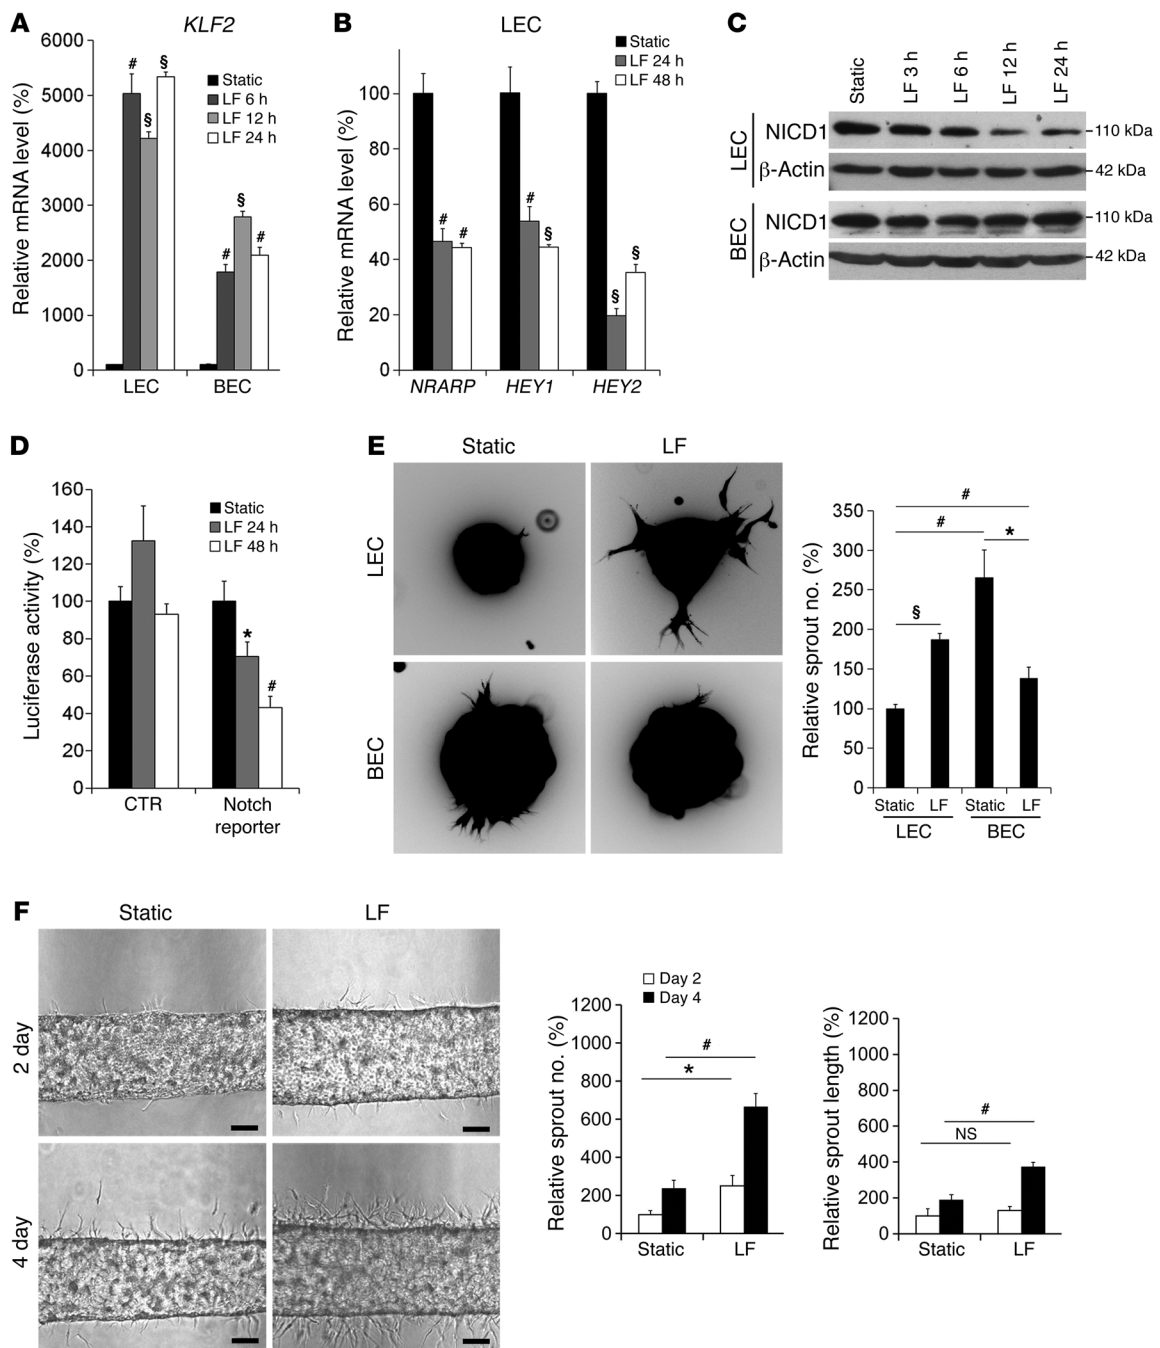 A
KLF2
Relative mRNA level (%)
6000
5000
4000
3000
2000
1000
0
#
§
§
#
§
#
Static
LF 6 h
LF 12 h
LF 24 h
LEC
BEC
B
LEC
Relative mRNA level (%)
100
80
60
40
20
0
#
#
#
§
§
§
Static
LF 24 h
LF 48 h
NRARP
HEY1
HEY2
C
Static
LF 3 h
LF 6 h
LF 12 h
LF 24 h
LEC
NICD1
110 kDa
β-Actin
42 kDa
BEC
NICD1
110 kDa
β-Actin
42 kDa
D
Luciferase activity (%)
160
140
120
100
80
60
40
20
0
Static
LF 24 h
LF 48 h
*
#
CTR
Notch
reporter
E
Static
LF
LEC
BEC
Relative sprout no. (%)
350
300
250
200
150
100
50
0
#
#
*
§
Static
LF
Static
LF
LEC
BEC
F
Static
LF
2 day
4 day
Day 2
Day 4
Relative sprout no. (%)
1200
1000
800
600
400
200
0
#
*
Static
LF
Relative sprout length (%)
1200
1000
800
600
400
200
0
#
NS
Static
LF